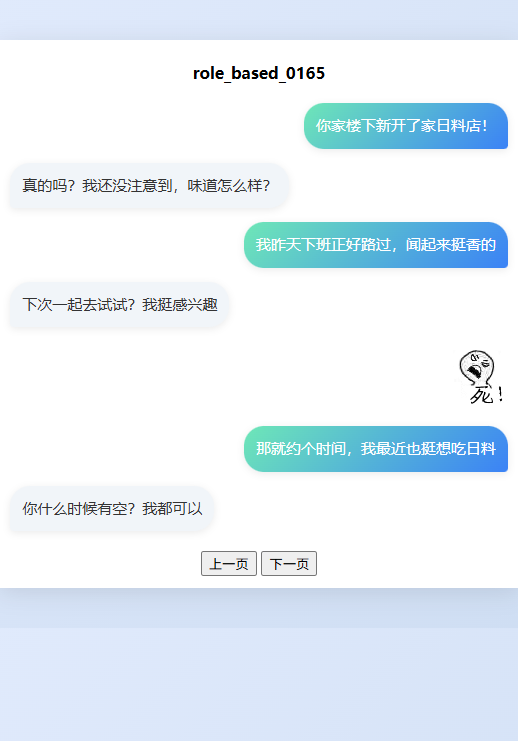 role_based_0165
你家楼下新开了家日料店！
真的吗？我还没注意到，味道怎么样？
我昨天下班正好路过，闻起来挺香的
下次一起去试试？我挺感兴趣
死！
那就约个时间，我最近也挺想吃日料
你什么时候有空？我都可以
上一页 下一页